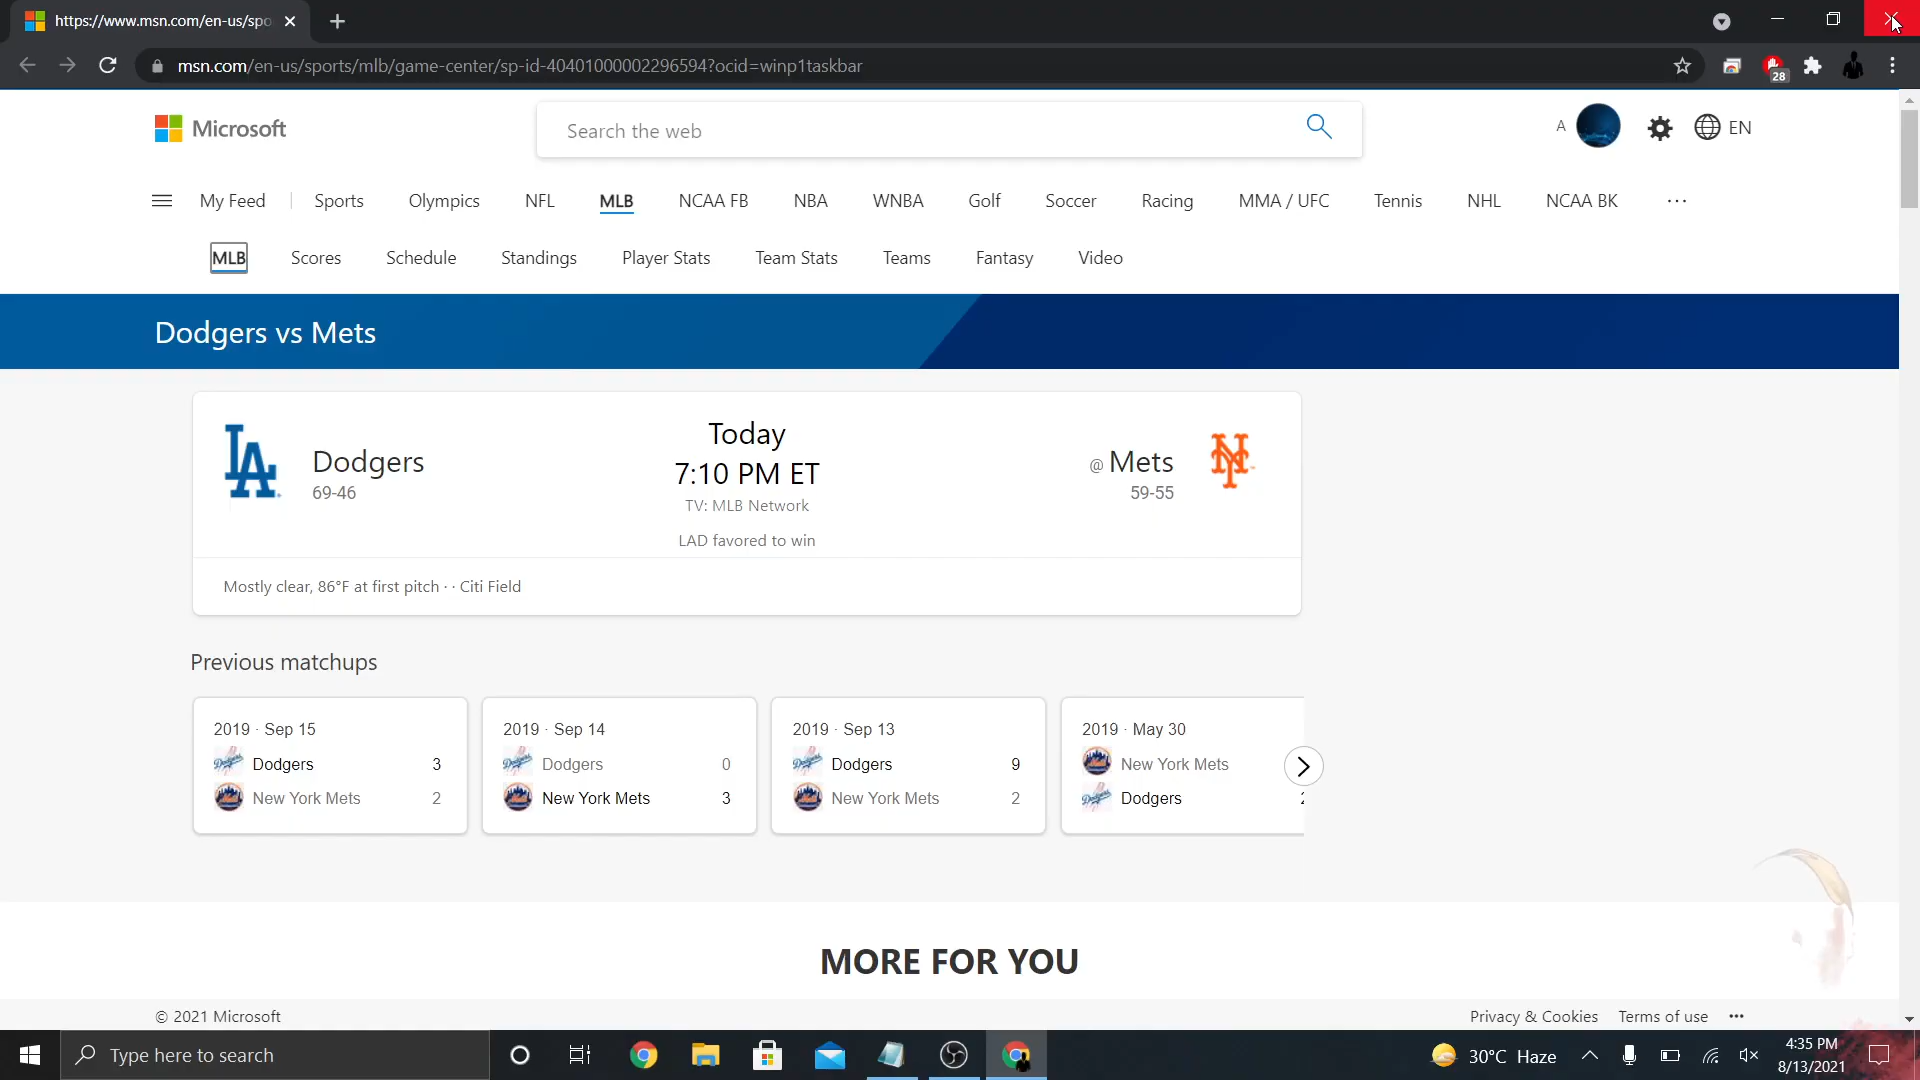 https://www.msn.com/en-us/spo
msn.com/en-us/sports/mlb/game-center/sp-id-40401000002296594?ocid=winp1taskbar
28
Microsoft
Search the web
A
EN
My Feed
Sports
Olympics
NFL
MLB
NCAA FB
NBA
WNBA
Golf
Soccer
Racing
MMA / UFC
Tennis
NHL
NCAA BK
...
MLB
Scores
Schedule
Standings
Player Stats
Team Stats
Teams
Fantasy
Video
Dodgers vs Mets
LA
Dodgers
69-46
Today
7:10 PM ET
TV: MLB Network
LAD favored to win
@ Mets
59-55
NY
Mostly clear, 86°F at first pitch · · Citi Field
Previous matchups
2019 · Sep 15
Dodgers 3
New York Mets 2
2019 · Sep 14
Dodgers 0
New York Mets 3
2019 · Sep 13
Dodgers 9
New York Mets 2
2019 · May 30
New York Mets
Dodgers
MORE FOR YOU
© 2021 Microsoft
Privacy & Cookies
Terms of use
...
Type here to search
30°C Haze
4:35 PM
8/13/2021